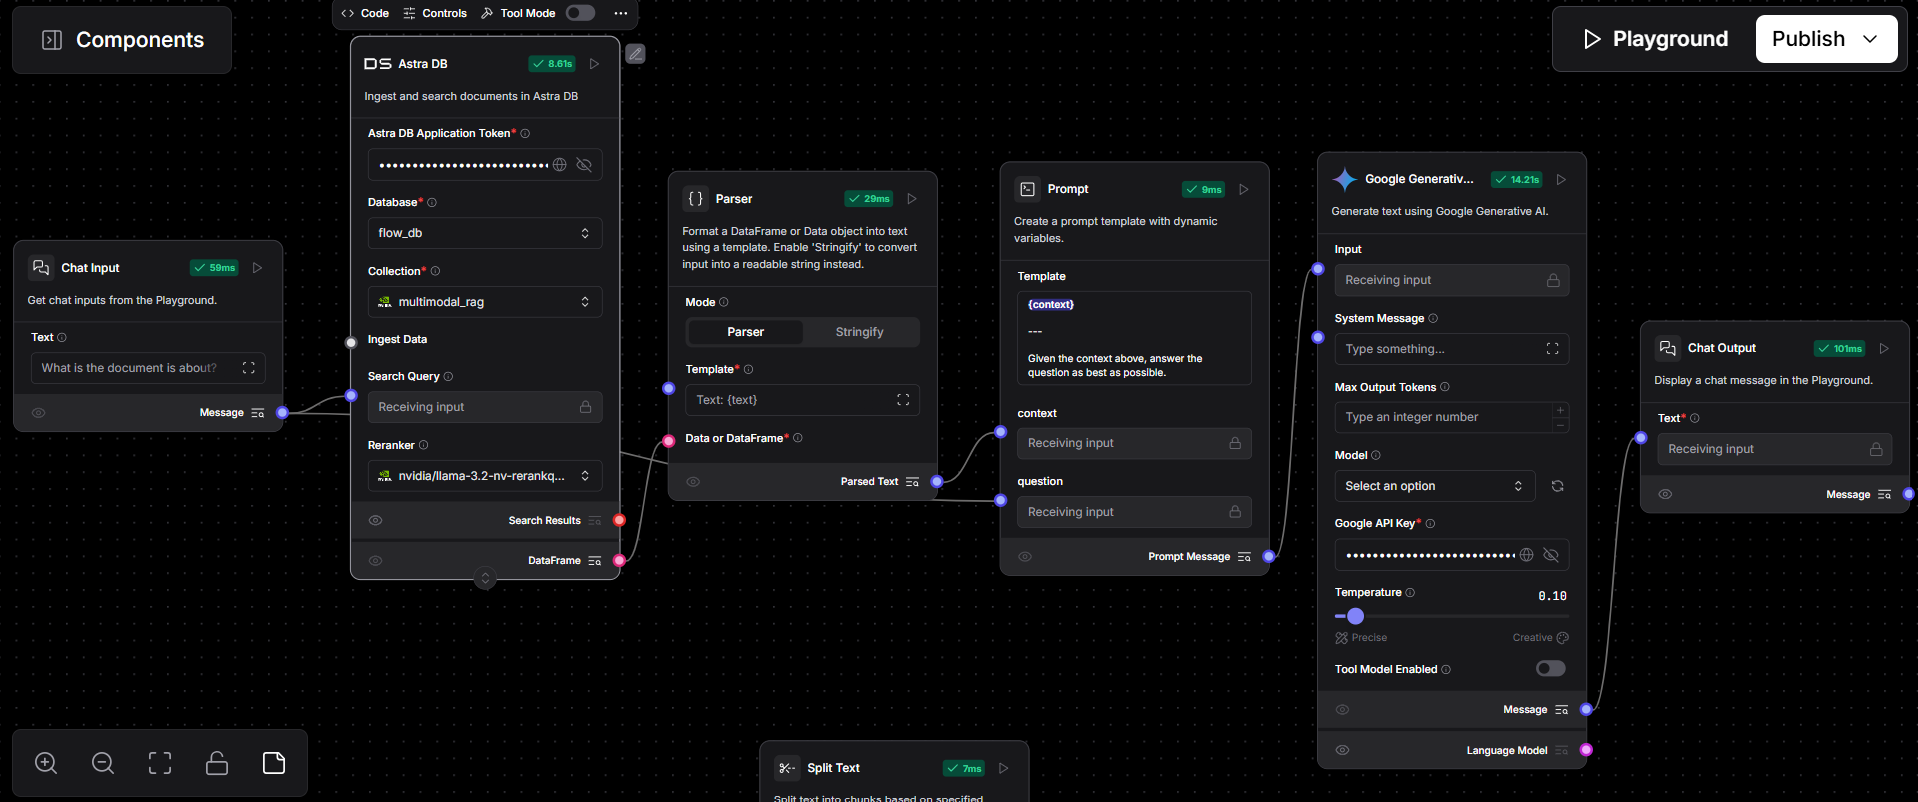 Components
Code Controls Tool Mode
Playground
Publish
Chat Input
59ms
Get chat inputs from the Playground.
Text
What is the document is about?
Message
DS Astra DB
8.61s
Ingest and search documents in Astra DB
Astra DB Application Token*
Database*
flow_db
Collection*
multimodal_rag
Ingest Data
Search Query
Receiving input
Reranker
nvidia/llama-3.2-nv-rerankq...
Search Results
DataFrame
Parser
29ms
Format a DataFrame or Data object into text
using a template. Enable 'Stringify' to convert
input into a readable string instead.
Mode
Parser Stringify
Template*
Text: {text}
Data or DataFrame*
Parsed Text
Prompt
9ms
Create a prompt template with dynamic
variables.
Template
{context}
---
Given the context above, answer the
question as best as possible.
context
Receiving input
question
Receiving input
Prompt Message
Google Generative...
14.21s
Generate text using Google Generative AI.
Input
Receiving input
System Message
Type something...
Max Output Tokens
Type an integer number
Model
Select an option
Google API Key*
Temperature
0.10
Precise Creative
Tool Model Enabled
Message
Language Model
Chat Output
101ms
Display a chat message in the Playground.
Text*
Receiving input
Message
Split Text
7ms
Split text into chunks based on specified